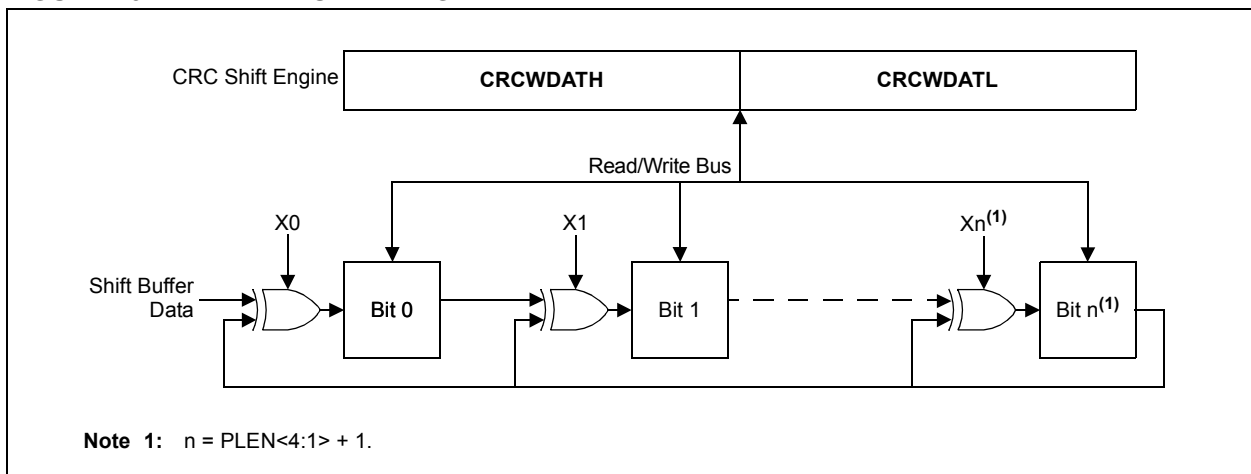 CRC Shift Engine CRCWDATH CRCWDATL
Read/Write Bus
X0 X1 Xn(1)
Shift Buffer
Data
Bit 0 Bit 1 Bit n(1)
Note 1: n = PLEN<4:1> + 1.